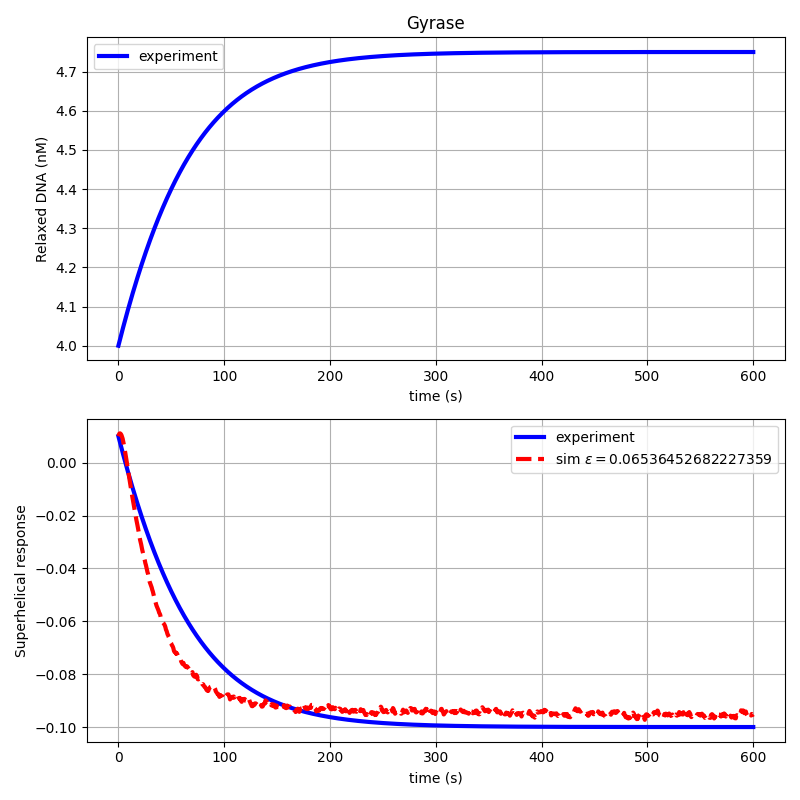 Gyrase
experiment
Relaxed DNA (nM)
4.7
4.6
4.5
4.4
4.3
4.2
4.1
4.0
0 100 200 300 400 500 600
time (s)
experiment
sim ε = 0.06536452682227359
Superhelical response
0.00
−0.02
−0.04
−0.06
−0.08
−0.10
0 100 200 300 400 500 600
time (s)